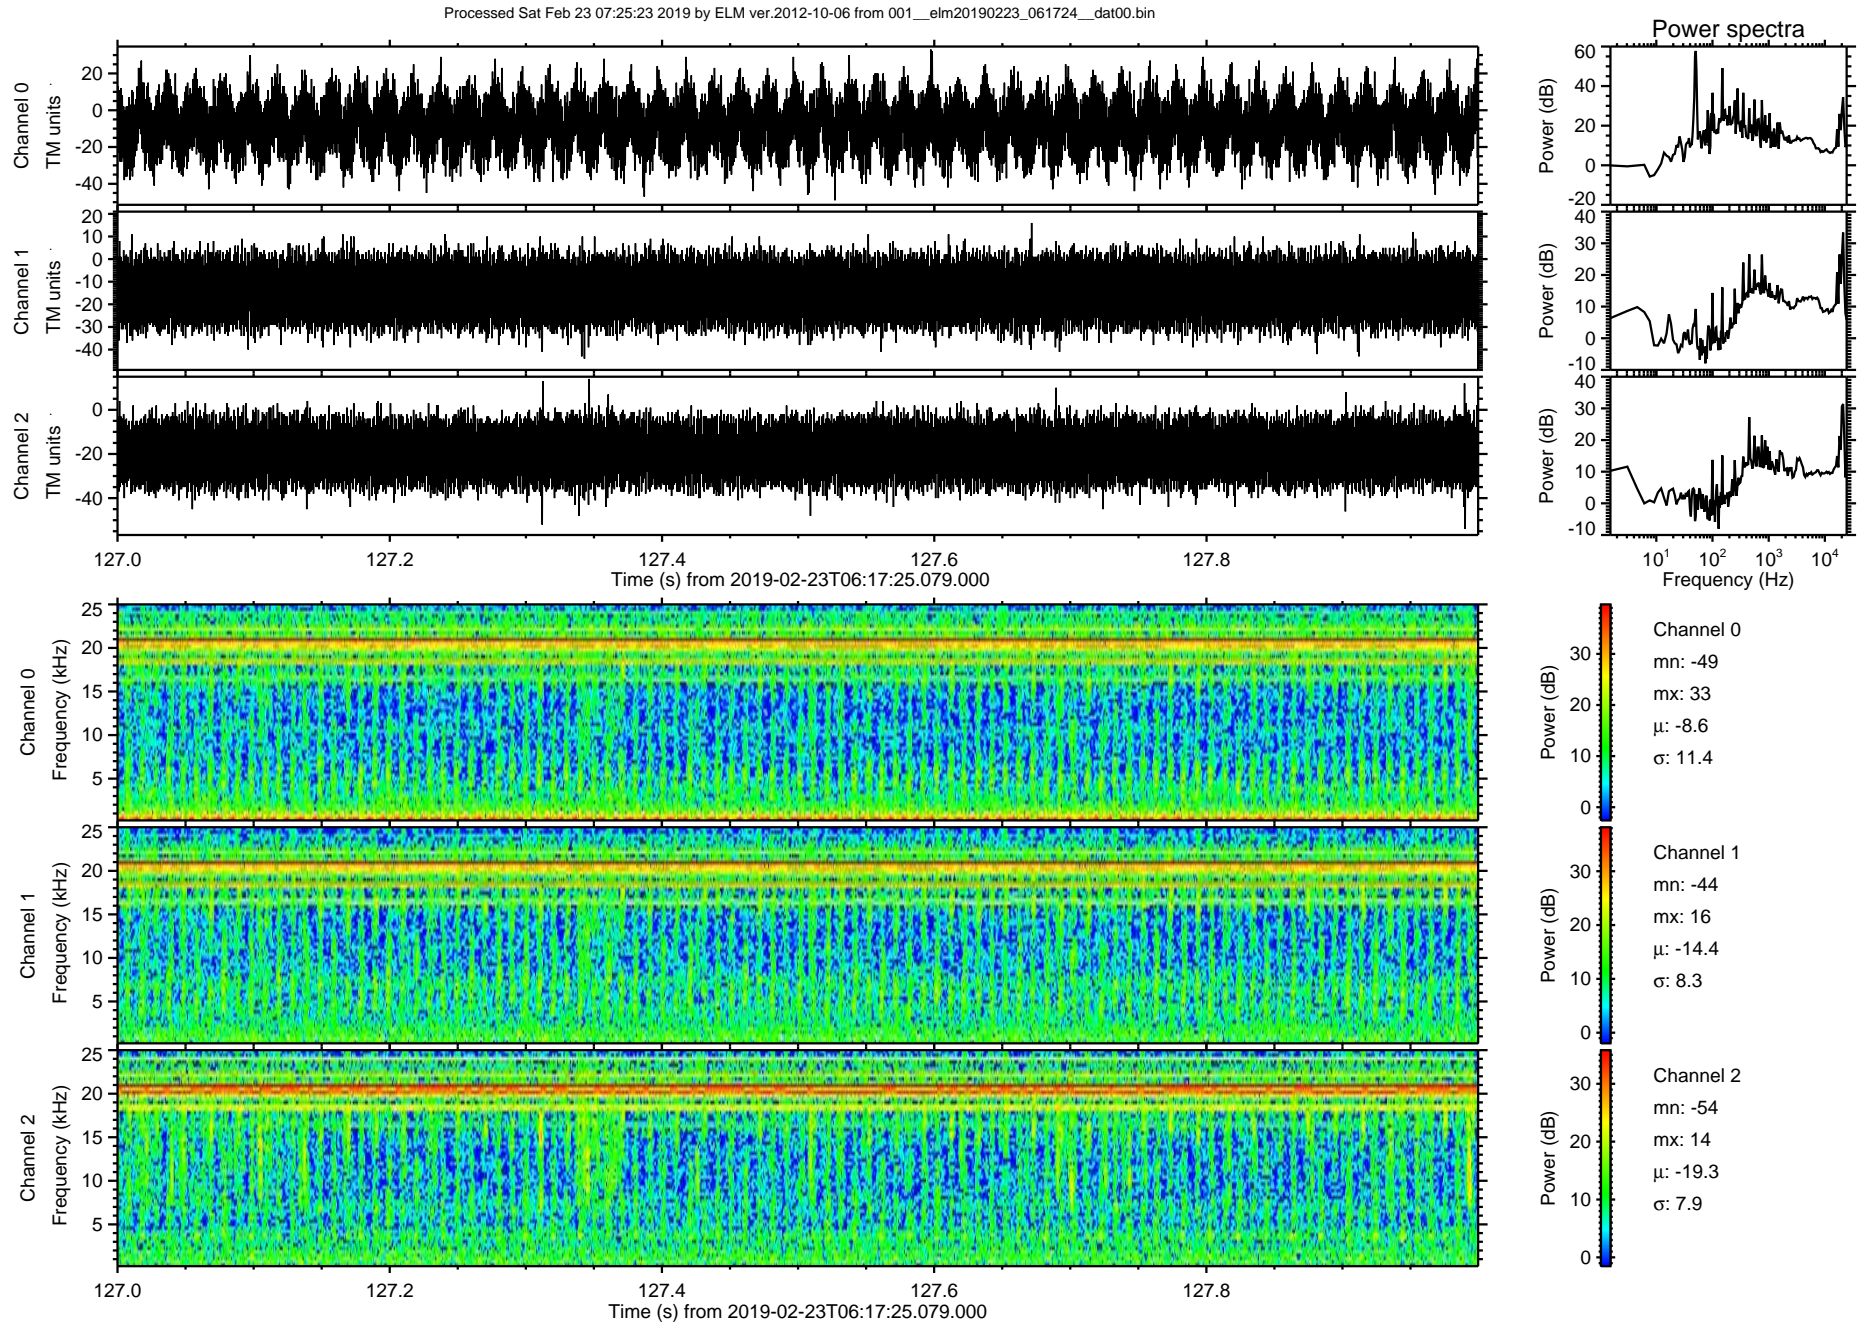 Processed Sat Feb 23 07:25:23 2019 by ELM ver.2012-10-06 from 001__elm20190223_061724__dat00.bin
Power spectra
Channel 0
TM units
20
0
-20
-40
Power (dB)
60
40
20
0
-20
Channel 1
TM units
20
10
0
-10
-20
-30
-40
Power (dB)
40
30
20
10
0
-10
Channel 2
TM units
0
-20
-40
Power (dB)
40
30
20
10
0
-10
127.0 127.2 127.4 127.6 127.8
Time (s) from 2019-02-23T06:17:25.079.000
10¹ 10² 10³ 10⁴
Frequency (Hz)
Channel 0
Frequency (kHz)
25
20
15
10
5
Power (dB)
30
20
10
0
Channel 0
mn: -49
mx: 33
μ: -8.6
σ: 11.4
Channel 1
Frequency (kHz)
25
20
15
10
5
Power (dB)
30
20
10
0
Channel 1
mn: -44
mx: 16
μ: -14.4
σ: 8.3
Channel 2
Frequency (kHz)
25
20
15
10
5
Power (dB)
30
20
10
0
Channel 2
mn: -54
mx: 14
μ: -19.3
σ: 7.9
127.0 127.2 127.4 127.6 127.8
Time (s) from 2019-02-23T06:17:25.079.000